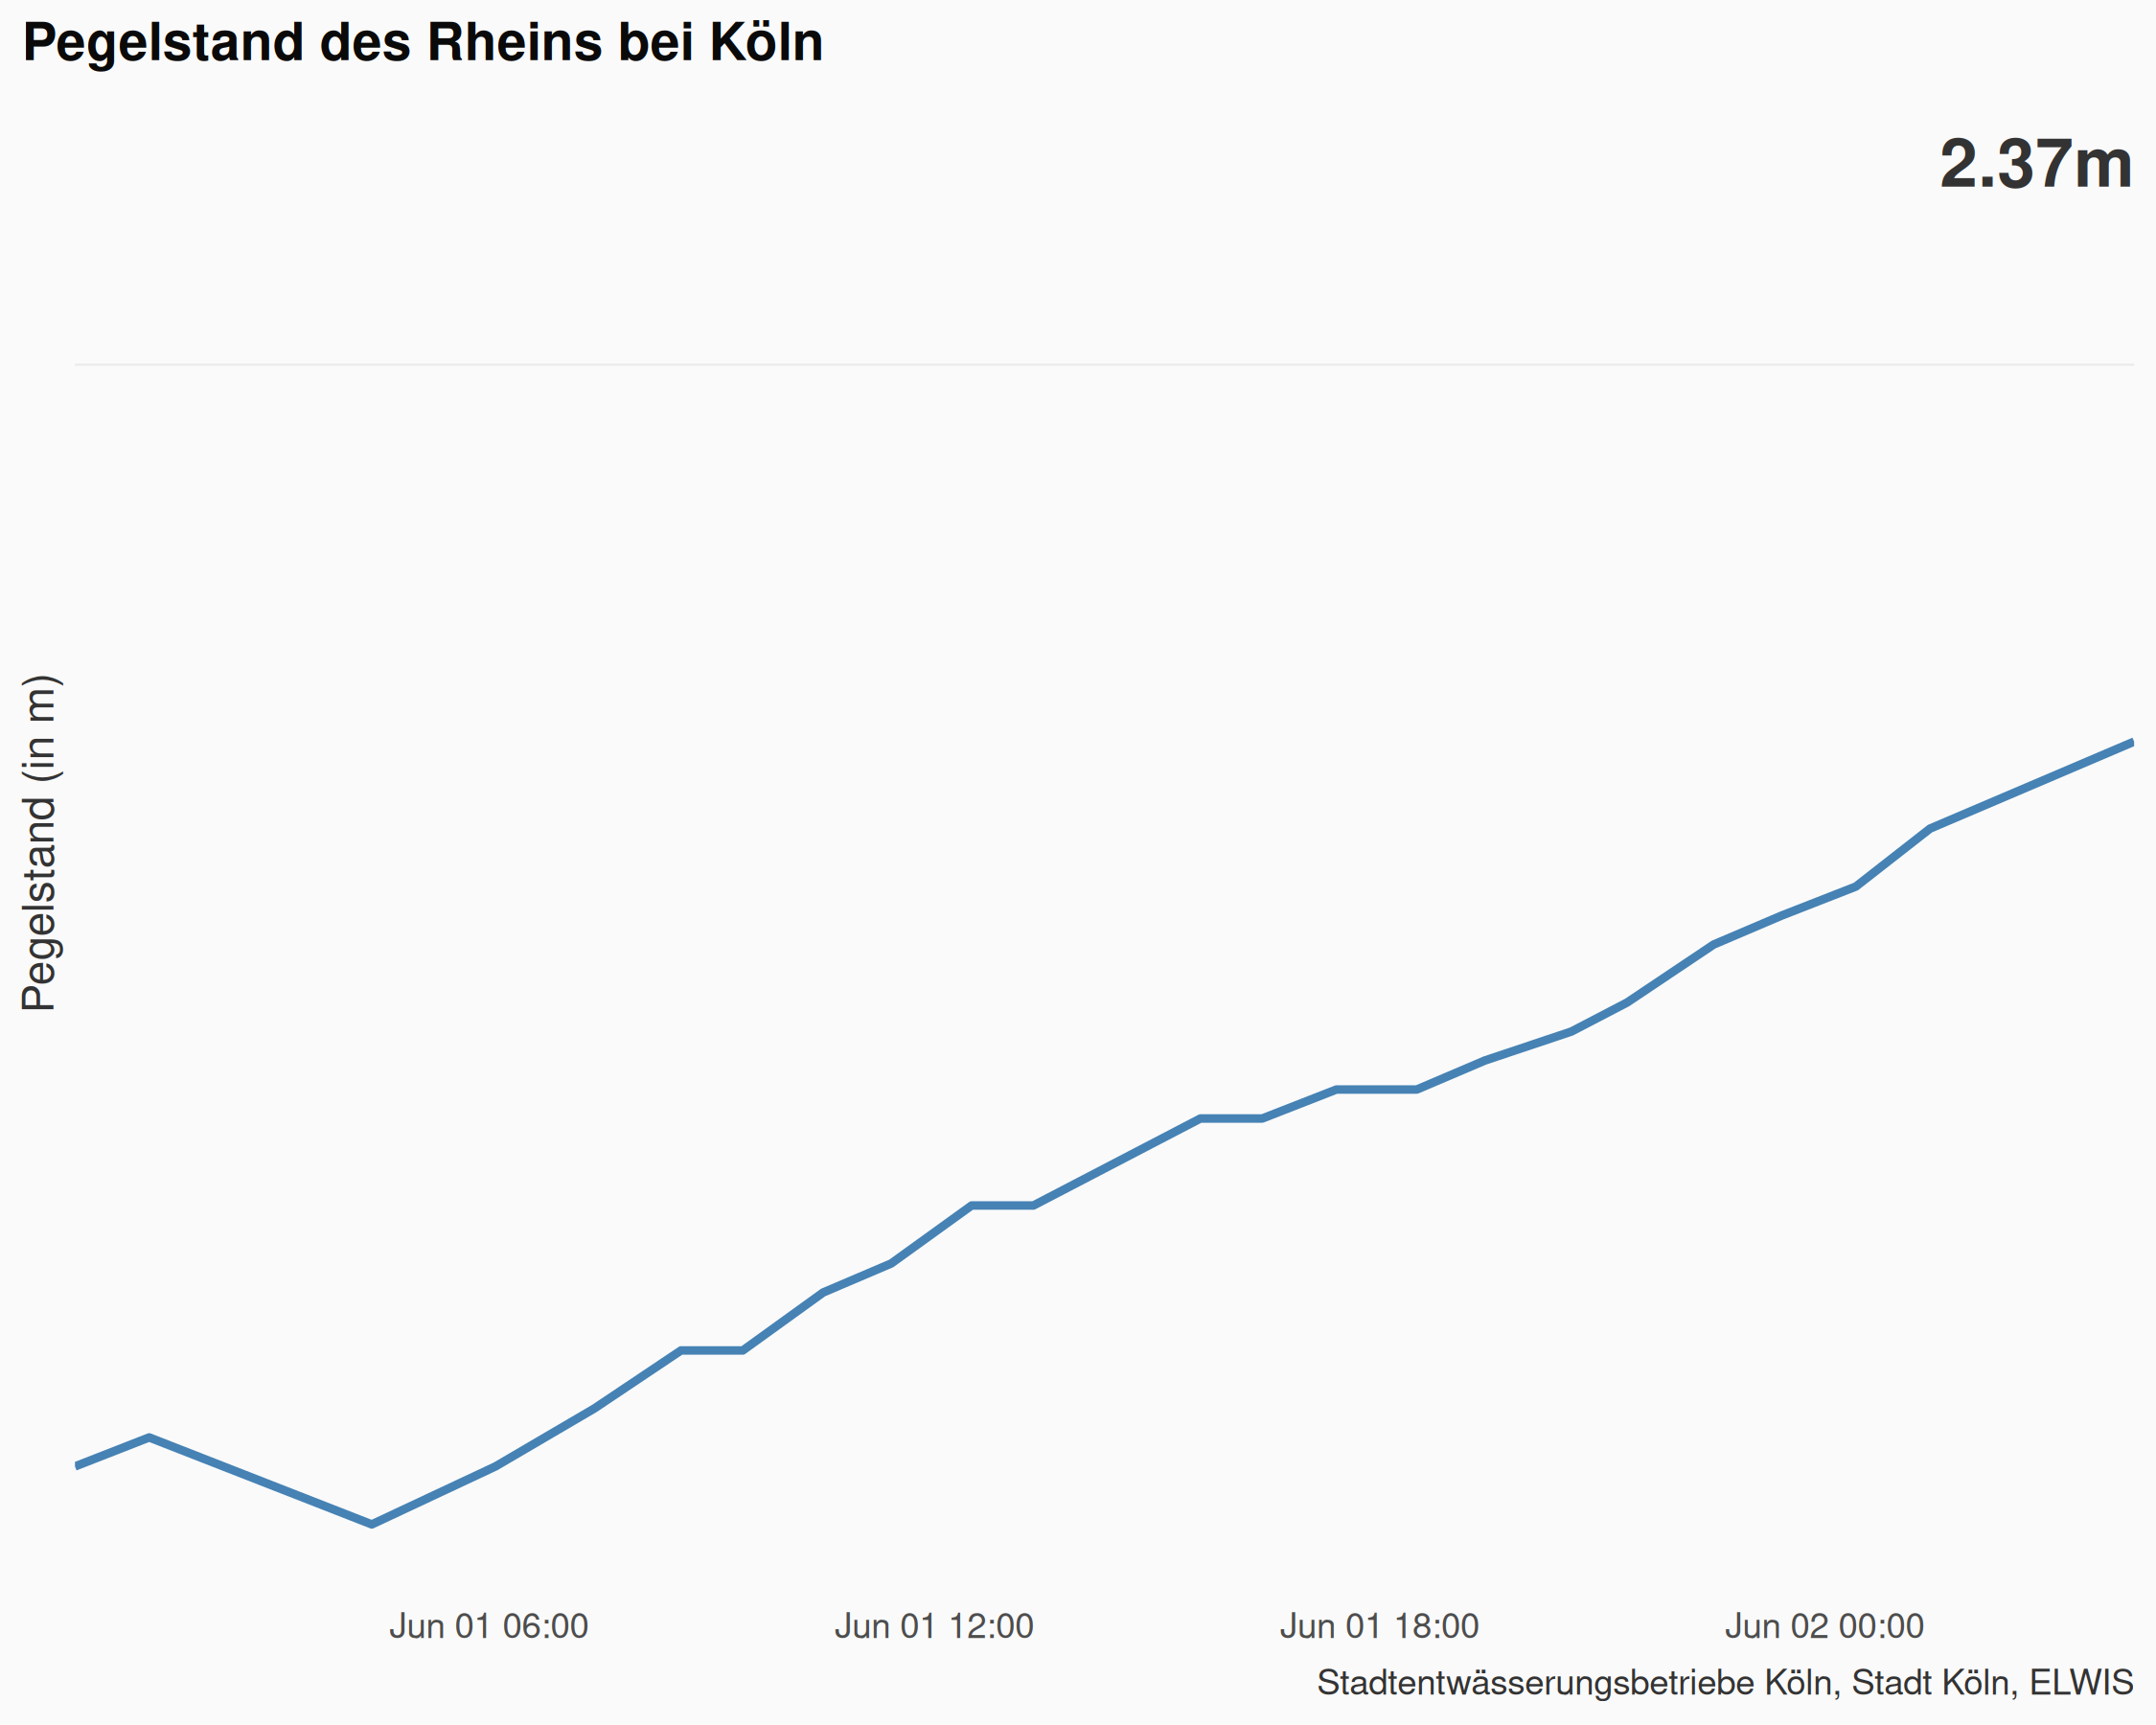 Pegelstand des Rheins bei Köln
2.37m
Pegelstand (in m)
Jun 01 06:00
Jun 01 12:00
Jun 01 18:00
Jun 02 00:00
Stadtentwässerungsbetriebe Köln, Stadt Köln, ELWIS